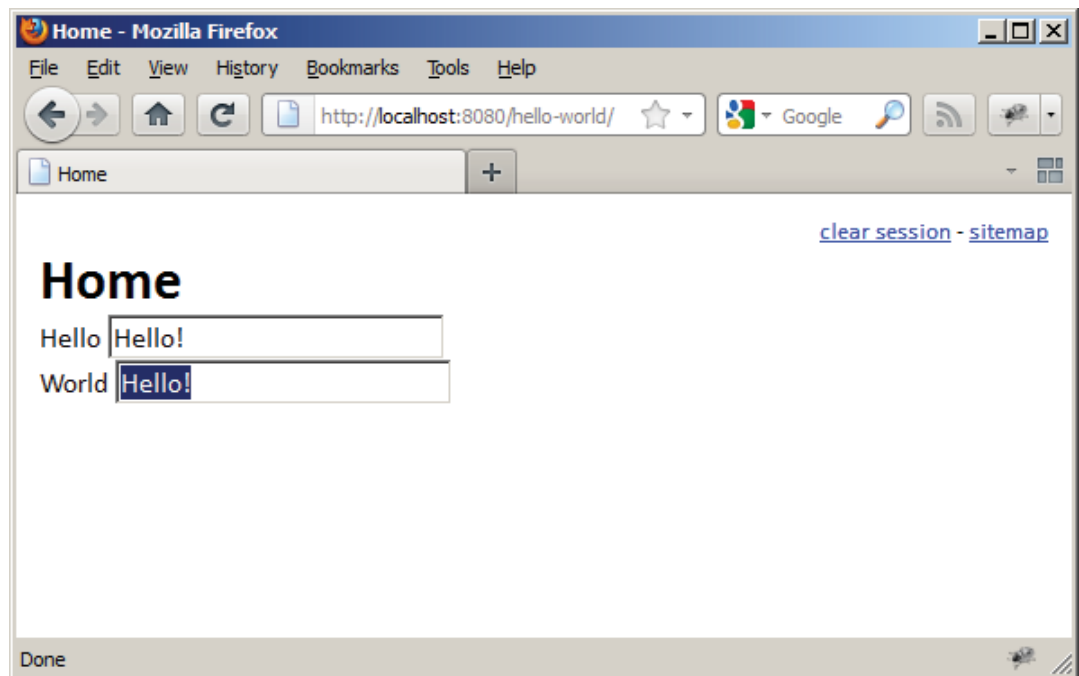 Home - Mozilla Firefox
File Edit View History Bookmarks Tools Help
http://localhost:8080/hello-world/ Google
Home
clear session - sitemap
Home
Hello Hello!
World Hello!
Done